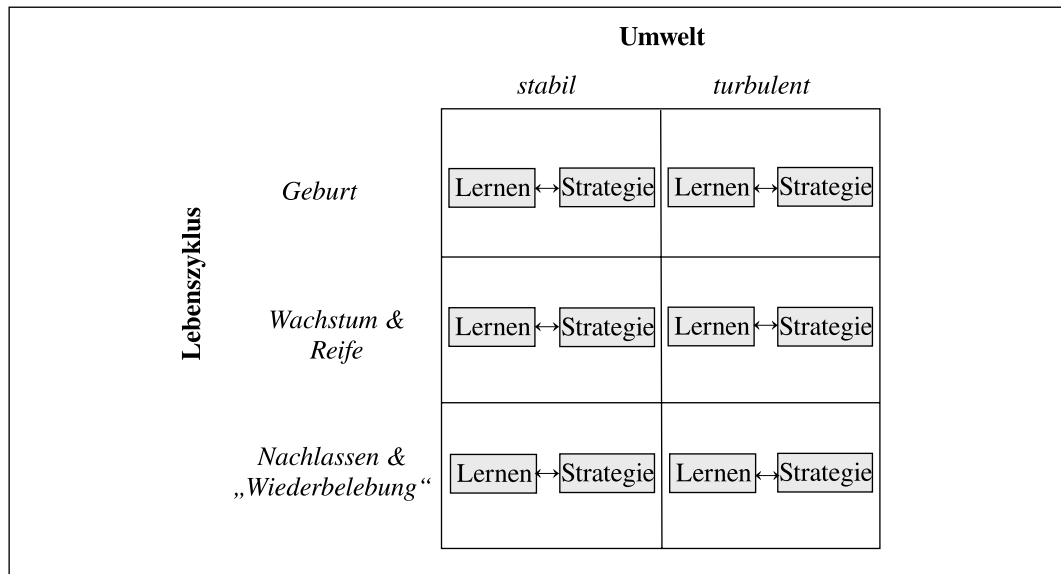 Umwelt
stabil turbulent
Geburt Lernen Strategie Lernen Strategie
Lebenszyklus
Wachstum &
Reife
Lernen Strategie Lernen Strategie
Nachlassen &
„Wiederbelebung“
Lernen Strategie Lernen Strategie